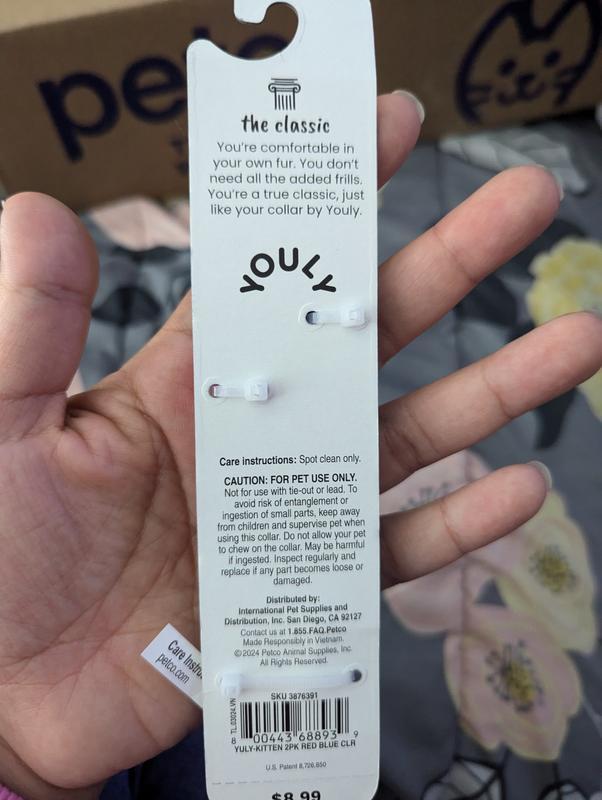 petco
the classic
You're comfortable in
your own fur. You don't
need all the added frills.
You're a true classic, just
like your collar by Youly.
YOULY
Care instructions: Spot clean only.
CAUTION: FOR PET USE ONLY.
Not for use with tie-out or lead. To
avoid risk of entanglement or
ingestion of small parts, keep away
from children and supervise pet when
using this collar. Do not allow your pet
to chew on the collar. May be harmful
if ingested. Inspect regularly and
replace if any part becomes loose or
damaged.
Distributed by:
International Pet Supplies and
Distribution, Inc. San Diego, CA 92127
Contact us at 1.855.FAQ.Petco
Made Responsibly in Vietnam.
©2024 Petco Animal Supplies, Inc.
All Rights Reserved.
Care Instru
petco.com
SKU 3876391
TL.03024.VN
8 00443 68893 9
YULY-KITTEN 2PK RED BLUE CLR
U.S. Patent 8,726,850
$8.99